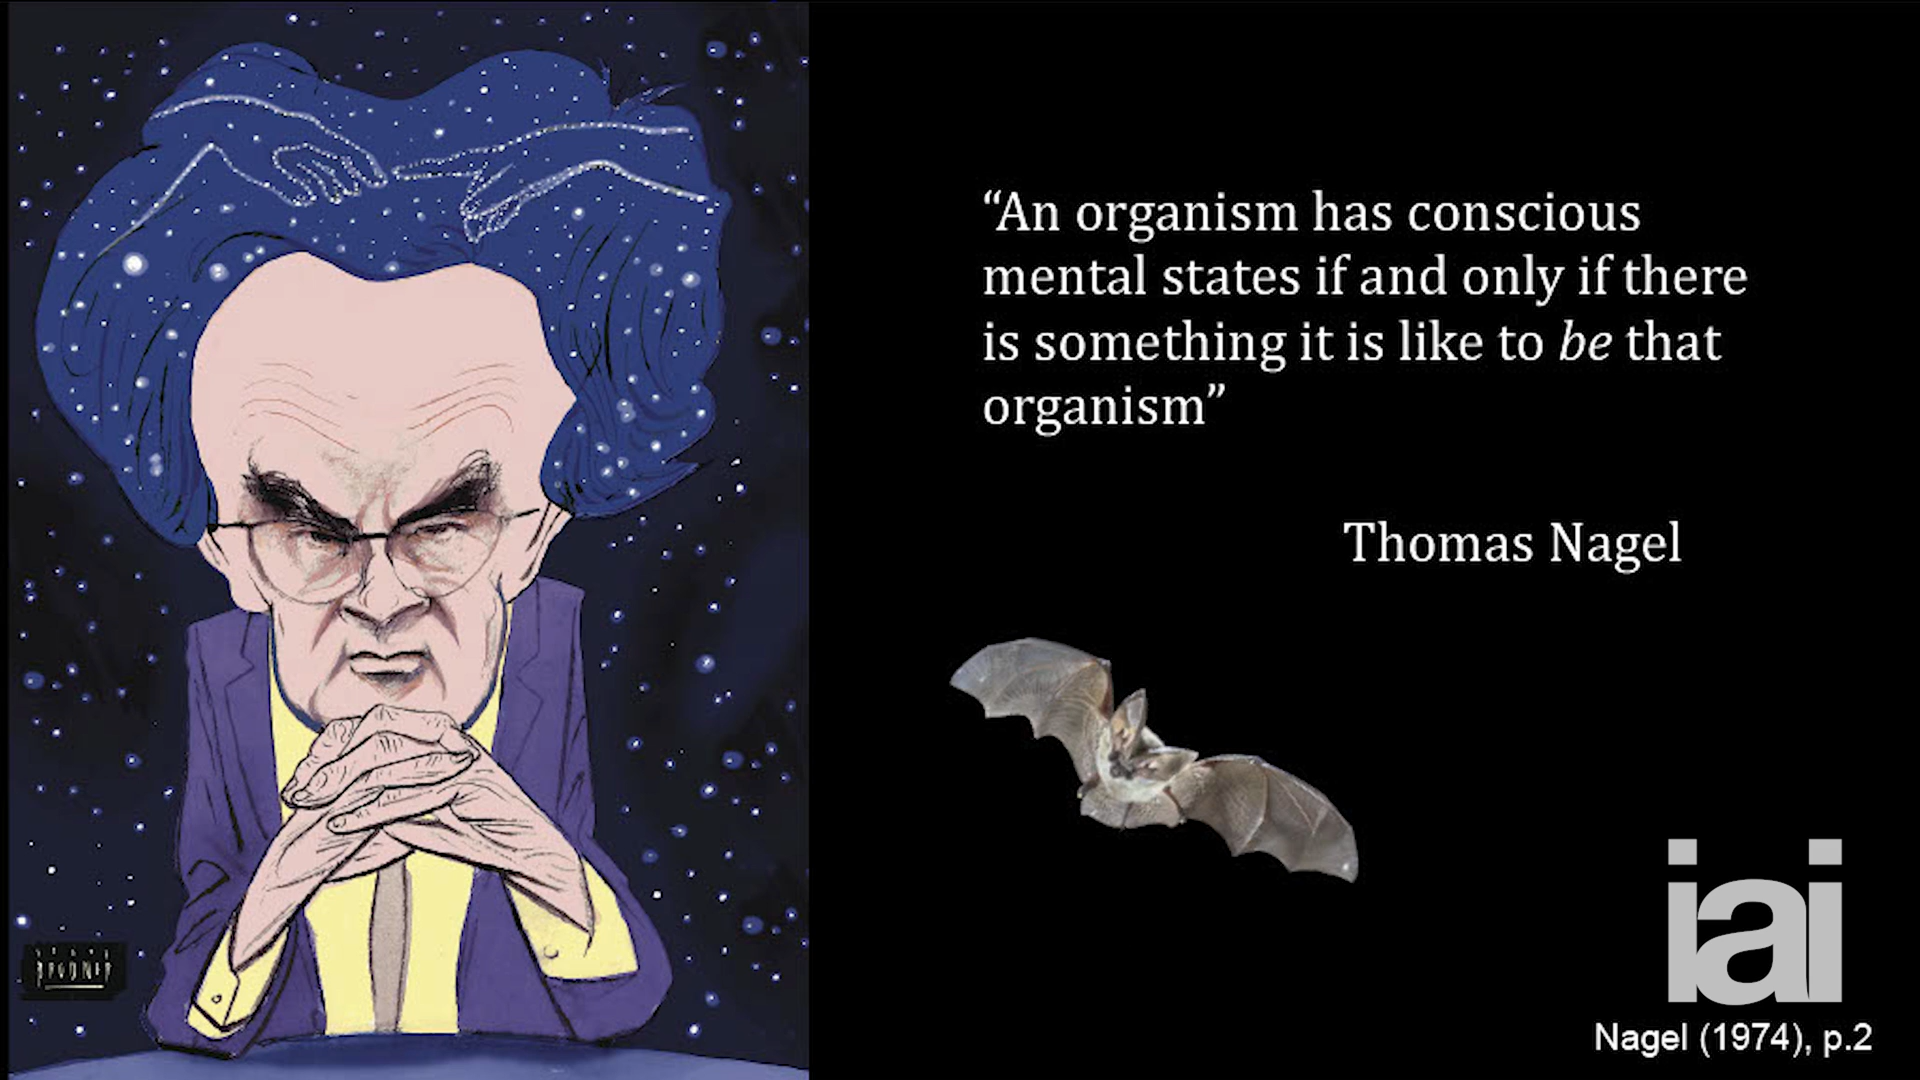 “An organism has conscious
mental states if and only if there
is something it is like to be that
organism”
Thomas Nagel
iai
Nagel (1974), p.2